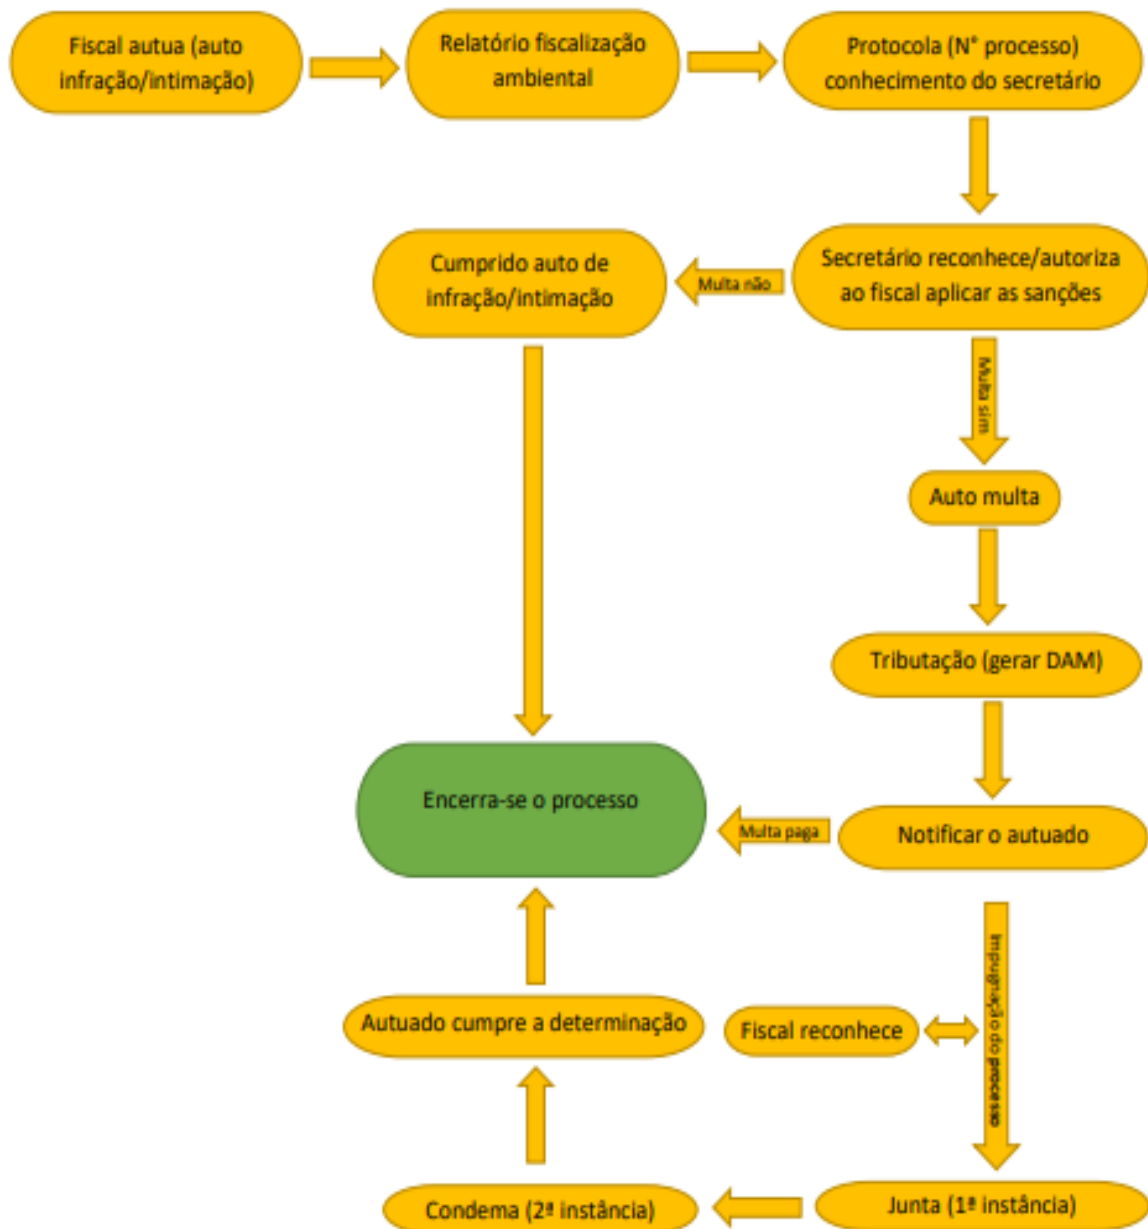 Fiscal autua (auto
infração/intimação)
Relatório fiscalização
ambiental
Protocola (N° processo)
conhecimento do secretário
Cumprido auto de
infração/intimação
Multa não
Secretário reconhece/autoriza
ao fiscal aplicar as sanções
Multa sim
Auto multa
Tributação (gerar DAM)
Encerra-se o processo
Multa paga
Notificar o autuado
Impugnação do processo
Autuado cumpre a determinação
Fiscal reconhece
Condema (2ª instância)
Junta (1ª instância)